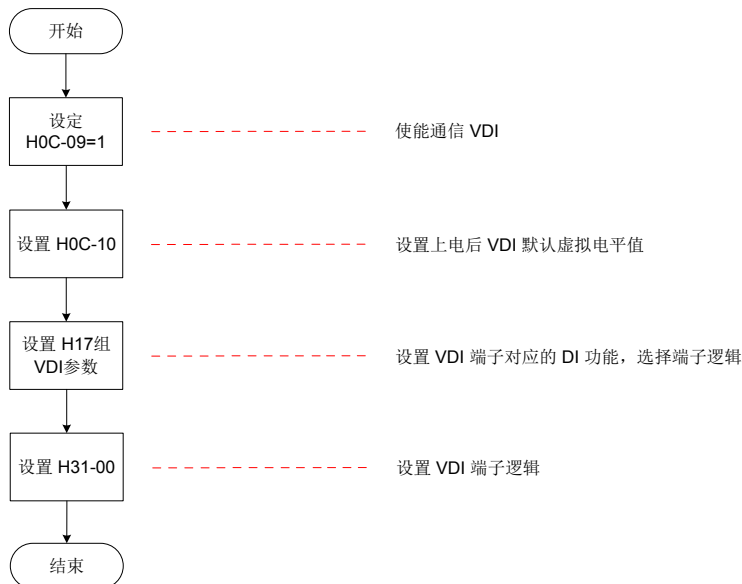 开始
设定
H0C-09=1
使能通信 VDI
设置 H0C-10
设置上电后 VDI 默认虚拟电平值
设置 H17组
VDI参数
设置 VDI 端子对应的 DI 功能，选择端子逻辑
设置 H31-00
设置 VDI 端子逻辑
结束